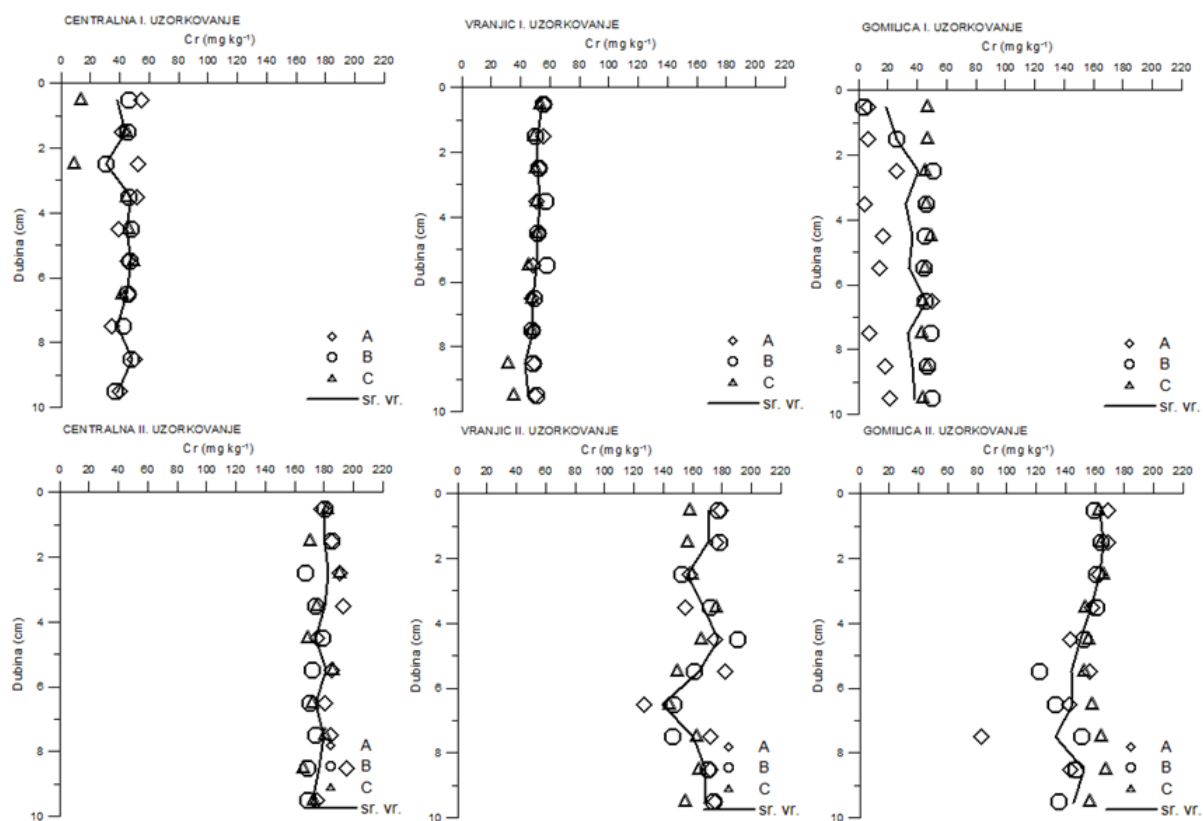 CENTRALNA I. UZORKOVANJE
Cr (mg kg⁻¹)
0 20 40 60 80 100 120 140 160 180 200 220
0
2
4
6
8
10
Dubina (cm)
A
B
C
sr. vr.
VRANJIC I. UZORKOVANJE
Cr (mg kg⁻¹)
0 20 40 60 80 100 120 140 160 180 200 220
0
2
4
6
8
10
Dubina (cm)
A
B
C
sr. vr.
GOMILICA I. UZORKOVANJE
Cr (mg kg⁻¹)
0 20 40 60 80 100 120 140 160 180 200 220
0
2
4
6
8
10
Dubina (cm)
A
B
C
sr. vr.
CENTRALNA II. UZORKOVANJE
Cr (mg kg⁻¹)
0 20 40 60 80 100 120 140 160 180 200 220
0
2
4
6
8
10
Dubina (cm)
A
B
C
sr. vr.
VRANJIC II. UZORKOVANJE
Cr (mg kg⁻¹)
0 20 40 60 80 100 120 140 160 180 200 220
0
2
4
6
8
10
Dubina (cm)
A
B
C
sr. vr.
GOMILICA II. UZORKOVANJE
Cr (mg kg⁻¹)
0 20 40 60 80 100 120 140 160 180 200 220
0
2
4
6
8
10
Dubina (cm)
A
B
C
sr. vr.